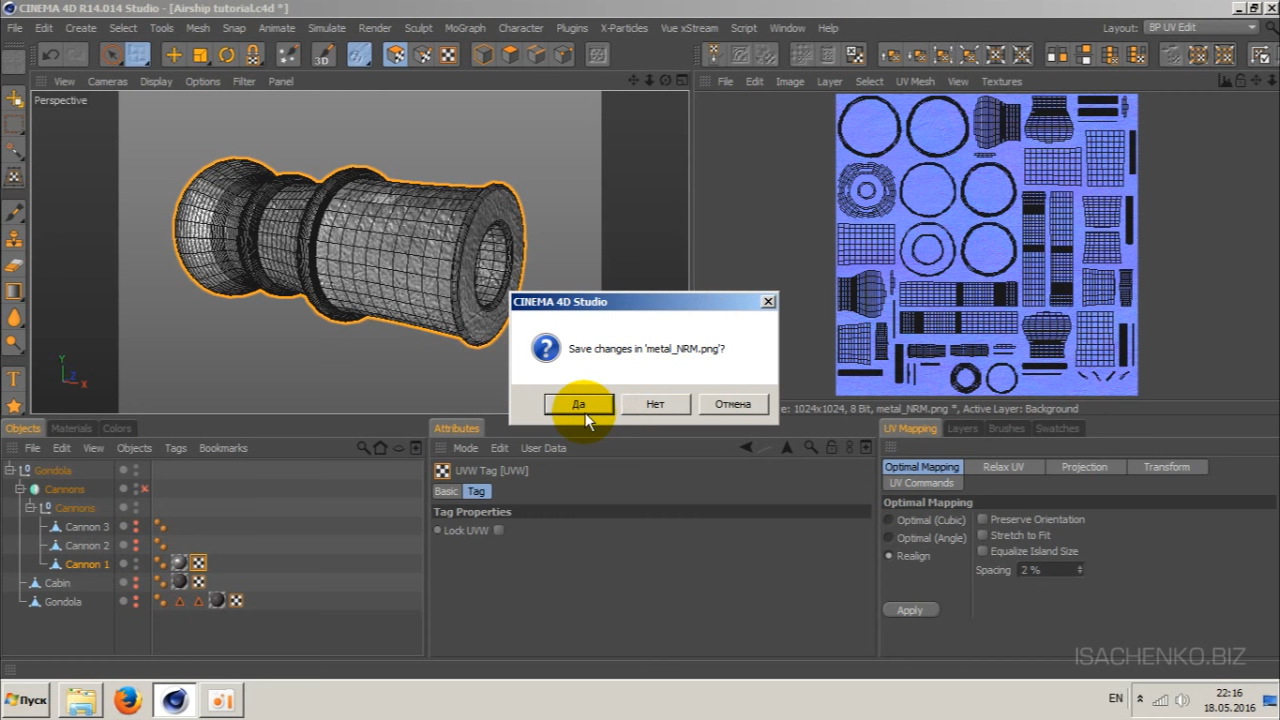 CINEMA 4D R14.014 Studio - [Airship tutorial.c4d *]
File Edit Create Select Tools Mesh Snap Animate Simulate Render Sculpt MoGraph Character Plugins X-Particles Vue xStream Script Window Help Layout: BP UV Edit
3D
View Cameras Display Options Filter Panel
File Edit Image Layer Select UV Mesh View Textures
Perspective
CINEMA 4D Studio
Save changes in 'metal_NRM.png'?
Да Нет Отмена
Y
Z
X
e: 1024x1024, 8 Bit, metal_NRM.png *, Active Layer: Background
Objects Materials Colors
Attributes
UV Mapping Layers Brushes Swatches
File Edit View Objects Tags Bookmarks
Mode Edit User Data
Gondola
Cannons
Cannons
Cannon 3
Cannon 2
Cannon 1
Cabin
Gondola
UVW Tag [UVW]
Basic Tag
Tag Properties
Lock UVW
Optimal Mapping Relax UV Projection Transform
UV Commands
Optimal Mapping
Optimal (Cubic) Preserve Orientation
Optimal (Angle) Stretch to Fit
Realign Equalize Island Size
Spacing 2 %
Apply
ISACHENKO.BIZ
Пуск
EN
22:16
18.05.2016